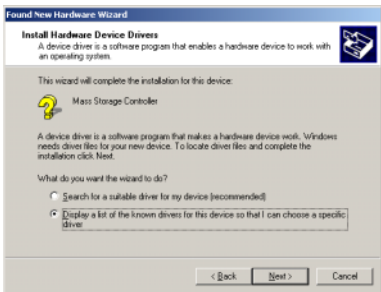 Found New Hardware Wizard
Install Hardware Device Drivers
A device driver is a software program that enables a hardware device to work with
an operating system.
This wizard will complete the installation for this device:
Mass Storage Controller
A device driver is a software program that makes a hardware device work. Windows
needs driver files for your new device. To locate driver files and complete the
installation click Next.
What do you want the wizard to do?
Search for a suitable driver for my device (recommended)
Display a list of the known drivers for this device so that I can choose a specific
driver
< Back Next > Cancel